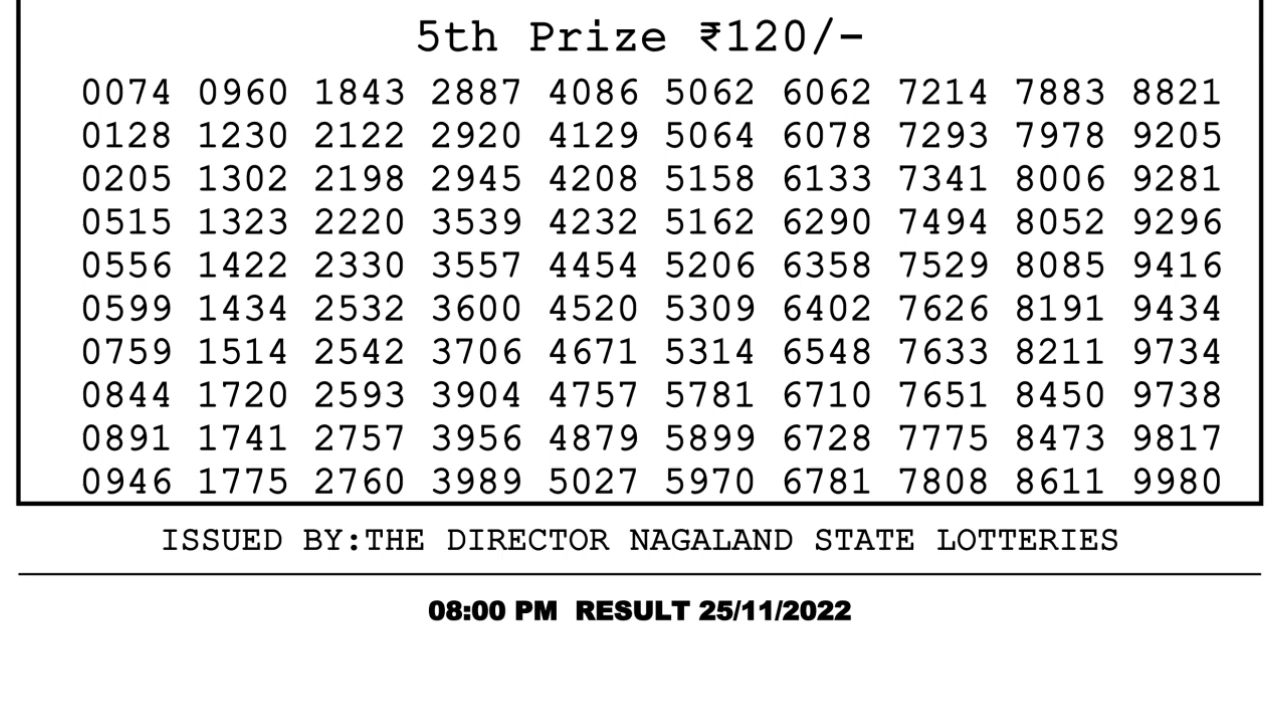 5th Prize ₹120/-
0074 0960 1843 2887 4086 5062 6062 7214 7883 8821
0128 1230 2122 2920 4129 5064 6078 7293 7978 9205
0205 1302 2198 2945 4208 5158 6133 7341 8006 9281
0515 1323 2220 3539 4232 5162 6290 7494 8052 9296
0556 1422 2330 3557 4454 5206 6358 7529 8085 9416
0599 1434 2532 3600 4520 5309 6402 7626 8191 9434
0759 1514 2542 3706 4671 5314 6548 7633 8211 9734
0844 1720 2593 3904 4757 5781 6710 7651 8450 9738
0891 1741 2757 3956 4879 5899 6728 7775 8473 9817
0946 1775 2760 3989 5027 5970 6781 7808 8611 9980
ISSUED BY:THE DIRECTOR NAGALAND STATE LOTTERIES
08:00 PM RESULT 25/11/2022